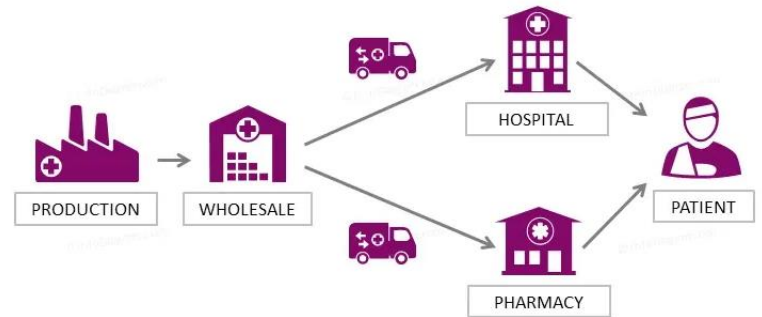 HOSPITAL
PRODUCTION
WHOLESALE
PATIENT
PHARMACY